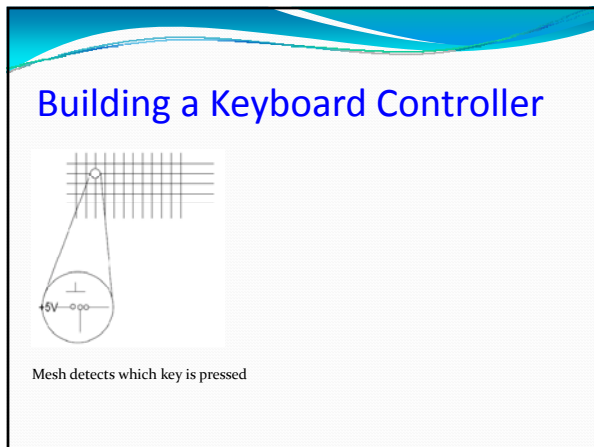 Building a Keyboard Controller
+5V
Mesh detects which key is pressed